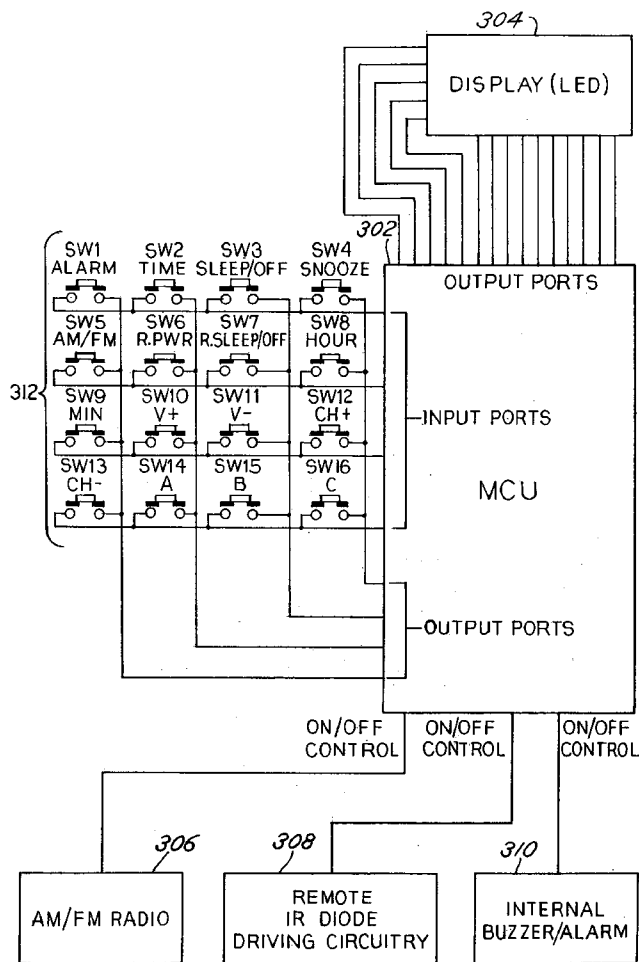 304
DISPLAY (LED)
302
SW1 SW2 SW3 SW4
ALARM TIME SLEEP/OFF SNOOZE
OUTPUT PORTS
SW5 SW6 SW7 SW8
AM/FM R.PWR R.SLEEP/OFF HOUR
312
SW9 SW10 SW11 SW12
MIN V+ V- CH+
INPUT PORTS
SW13 SW14 SW15 SW16
CH- A B C
MCU
OUTPUT PORTS
ON/OFF ON/OFF ON/OFF
CONTROL CONTROL CONTROL
306
308
310
AM/FM RADIO
REMOTE
IR DIODE
DRIVING CIRCUITRY
INTERNAL
BUZZER/ALARM